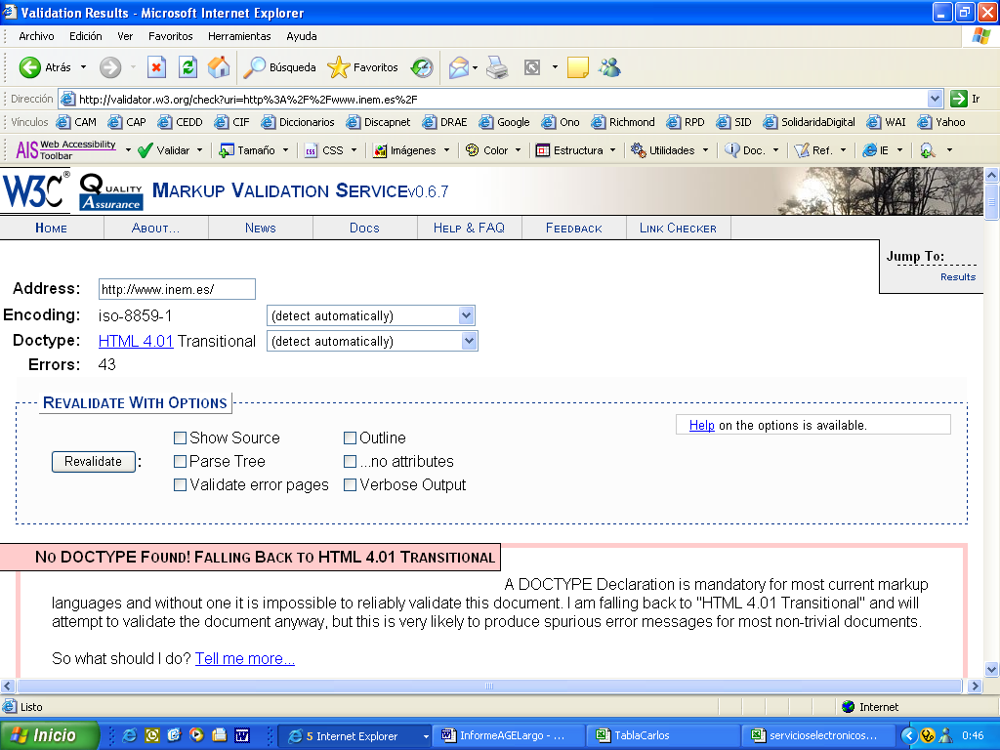 Validation Results - Microsoft Internet Explorer
Archivo Edición Ver Favoritos Herramientas Ayuda
Atrás Búsqueda Favoritos
Dirección http://validator.w3.org/check?uri=http%3A%2F%2Fwww.inem.es%2F Ir
Vínculos CAM CAP CEDD CIF Diccionarios Discapnet DRAE Google Ono Richmond RPD SID SolidaridaDigital WAI Yahoo
AIS Web Accessibility Toolbar Validar Tamaño CSS Imágenes Color Estructura Utilidades Doc. Ref. IE
W3C® Quality Assurance Markup Validation Service v0.6.7
Home About... News Docs Help & FAQ Feedback Link Checker
Jump To:
Results
Address: http://www.inem.es/
Encoding: iso-8859-1 (detect automatically)
Doctype: HTML 4.01 Transitional (detect automatically)
Errors: 43
Revalidate With Options
Help on the options is available.
Show Source Outline
Revalidate : Parse Tree ...no attributes
Validate error pages Verbose Output
No DOCTYPE Found! Falling Back to HTML 4.01 Transitional
A DOCTYPE Declaration is mandatory for most current markup
languages and without one it is impossible to reliably validate this document. I am falling back to "HTML 4.01 Transitional" and will
attempt to validate the document anyway, but this is very likely to produce spurious error messages for most non-trivial documents.
So what should I do? Tell me more...
Listo Internet
Inicio 5 Internet Explorer InformeAGELargo - ... TablaCarlos servicioselectronicos... 0:46